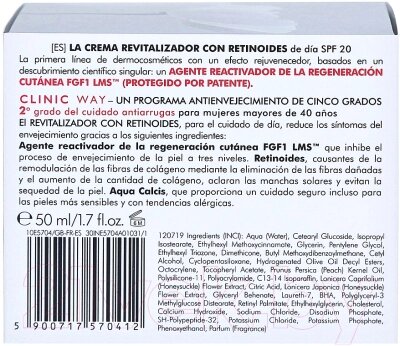 [ES] LA CREMA REVITALIZADOR CON RETINOIDES de día SPF 20
La primera línea de dermocosméticos con un efecto rejuvenecedor, basados en un
descubrimiento científico singular: un AGENTE REACTIVADOR DE LA REGENERACIÓN
CUTÁNEA FGF1 LMS™ (PROTEGIDO POR PATENTE).
CLINIC WAY – UN PROGRAMA ANTIENVEJECIMIENTO DE CINCO GRADOS
2° grado del cuidado antiarrugas para mujeres mayores de 40 años
El REVITALIZADOR CON RETINOIDES, para el cuidado de día, reduce los síntomas del
envejecimiento gracias a los siguientes ingredientes:
Agente reactivador de la regeneración cutánea FGF1 LMS™ que inhibe el
proceso de envejecimiento de la piel a tres niveles. Retinoides, causantes de la
remodulación de las fibras de colágeno mediante la eliminación de las fibras dañadas
y el aumento de la cantidad de colágeno, aclaran las manchas solares y evitan la
sequedad de la piel. Aqua Calcis, que proporciona un cuidado seguro incluso para
las pieles más sensibles y con tendencias alérgicas.
℮ 50 ml/1.7 fl.oz.
10E5704/GB-FR-ES 30INE5704A01031/1
5 900717 570412
120719 Ingredients (INCI): Aqua (Water), Cetearyl Glucoside, Isopropyl
Isostearate, Ethylhexyl Methoxycinnamate, Glycerin, Pentylene Glycol,
Ethylhexyl Triazone, Dimethicone, Butyl Methoxydibenzoylmethane, Cetyl
Alcohol, Cyclopentasiloxane, Hydrogenated Olive Oil Decyl Esters,
Octocrylene, Tocopheryl Acetate, Prunus Persica (Peach) Kernel Oil,
Polysilicone-15, Polyacrylamide, C13-14 Isoparaffin, Lonicera Caprifolium
Flower Extract, Citric Acid, Lonicera Japonica (Honeysuckle)
Flower Extract, Glyceryl Behenate, Laureth-7, BHA, Polyglyceryl-3
Methylglucose Distearate, Retinyl Palmitate, Ethylhexylglycerin, Cholesterol,
Calcium Hydroxide, Sodium Chloride, Disodium Phosphate,
SH-Polypeptide-32, Potassium Chloride, Potassium Phosphate,
Phenoxyethanol, Parfum (Fragrance)